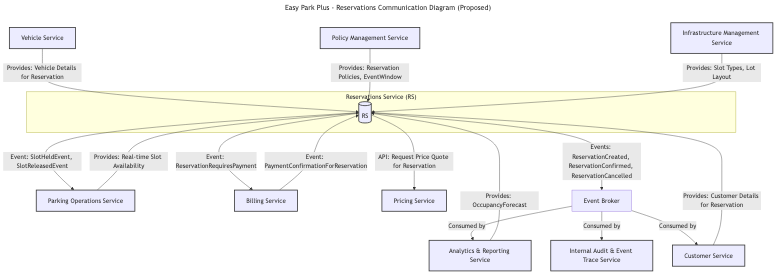 Easy Park Plus - Reservations Communication Diagram (Proposed)
Vehicle Service
Policy Management Service
Infrastructure Management
Service
Provides: Vehicle Details
for Reservation
Provides: Reservation
Policies, EventWindow
Provides: Slot Types, Lot
Layout
Reservations Service (RS)
RS
Event: SlotHeldEvent,
SlotReleasedEvent
Provides: Real-time Slot
Availability
Event:
ReservationRequiresPayment
Event:
PaymentConfirmationForReservation
API: Request Price Quote
for Reservation
Events:
ReservationCreated,
ReservationConfirmed,
ReservationCancelled
Provides:
OccupancyForecast
Provides: Customer Details
for Reservation
Parking Operations Service
Billing Service
Pricing Service
Event Broker
Consumed by
Consumed by
Consumed by
Analytics & Reporting
Service
Internal Audit & Event
Trace Service
Customer Service